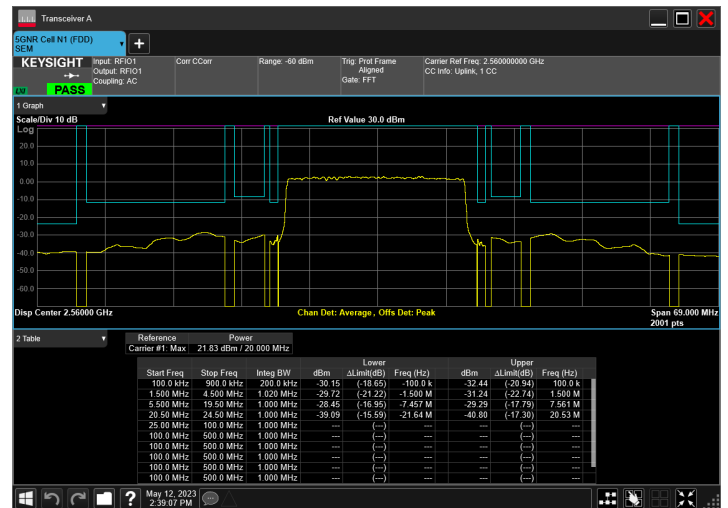 Transceiver A
5GNR Cell N1 (FDD)
SEM
KEYSIGHT
LXI
PASS
Input: RFIO1
Output: RFIO1
Coupling: AC
Corr CCorr
Range: -60 dBm
Trig: Prot Frame
Aligned
Gate: FFT
Carrier Ref Freq: 2.560000000 GHz
CC Info: Uplink, 1 CC
1 Graph
Scale/Div 10 dB
Ref Value 30.0 dBm
Log
20.0
10.0
0.00
-10.0
-20.0
-30.0
-40.0
-50.0
-60.0
Disp Center 2.56000 GHz
Chan Det: Average , Offs Det: Peak
Span 69.000 MHz
2001 pts
2 Table
Reference Power
Carrier #1: Max 21.83 dBm / 20.000 MHz
Lower Upper
Start Freq Stop Freq Integ BW dBm ΔLimit(dB) Freq (Hz) dBm ΔLimit(dB) Freq (Hz)
100.0 kHz 900.0 kHz 200.0 kHz -30.15 (-18.65) -100.0 k -32.44 (-20.94) 100.0 k
1.500 MHz 4.500 MHz 1.020 MHz -29.72 (-21.22) -1.500 M -31.24 (-22.74) 1.500 M
5.500 MHz 19.50 MHz 1.000 MHz -28.45 (-16.95) -7.457 M -29.29 (-17.79) 7.561 M
20.50 MHz 24.50 MHz 1.000 MHz -39.09 (-15.59) -21.64 M -40.80 (-17.30) 20.53 M
25.00 MHz 100.0 MHz 1.000 MHz --- (---) --- --- (---) ---
100.0 MHz 500.0 MHz 1.000 MHz --- (---) --- --- (---) ---
100.0 MHz 500.0 MHz 1.000 MHz --- (---) --- --- (---) ---
100.0 MHz 500.0 MHz 1.000 MHz --- (---) --- --- (---) ---
100.0 MHz 500.0 MHz 1.000 MHz --- (---) --- --- (---) ---
100.0 MHz 500.0 MHz 1.000 MHz --- (---) --- --- (---) ---
May 12, 2023
2:39:07 PM